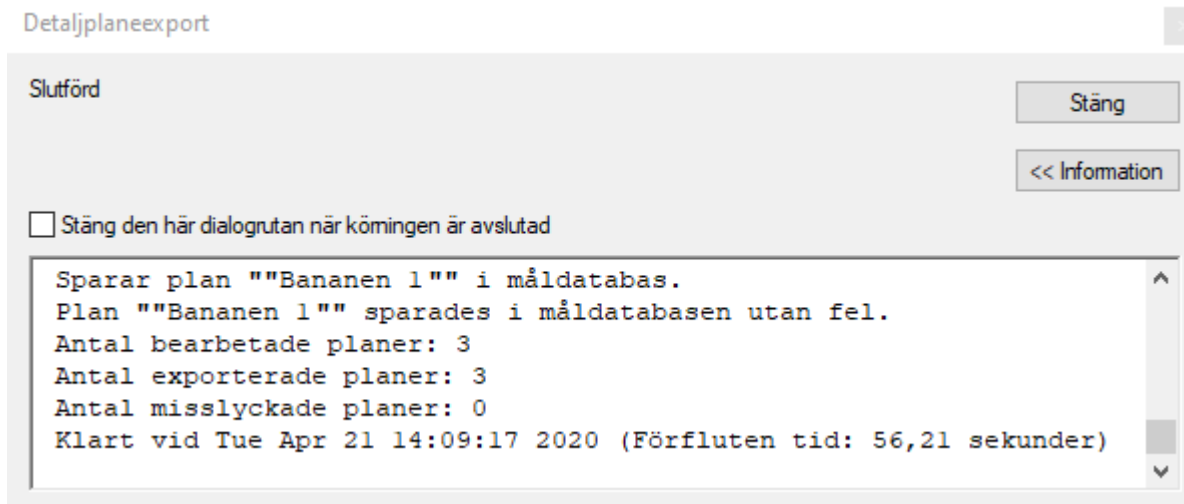 Detaljplaneexport
Slutförd
Stäng
<< Information
Stäng den här dialogrutan när körningen är avslutad
Sparar plan ""Bananen 1"" i måldatabas.
Plan ""Bananen 1"" sparades i måldatabasen utan fel.
Antal bearbetade planer: 3
Antal exporterade planer: 3
Antal misslyckade planer: 0
Klart vid Tue Apr 21 14:09:17 2020 (Förfluten tid: 56,21 sekunder)